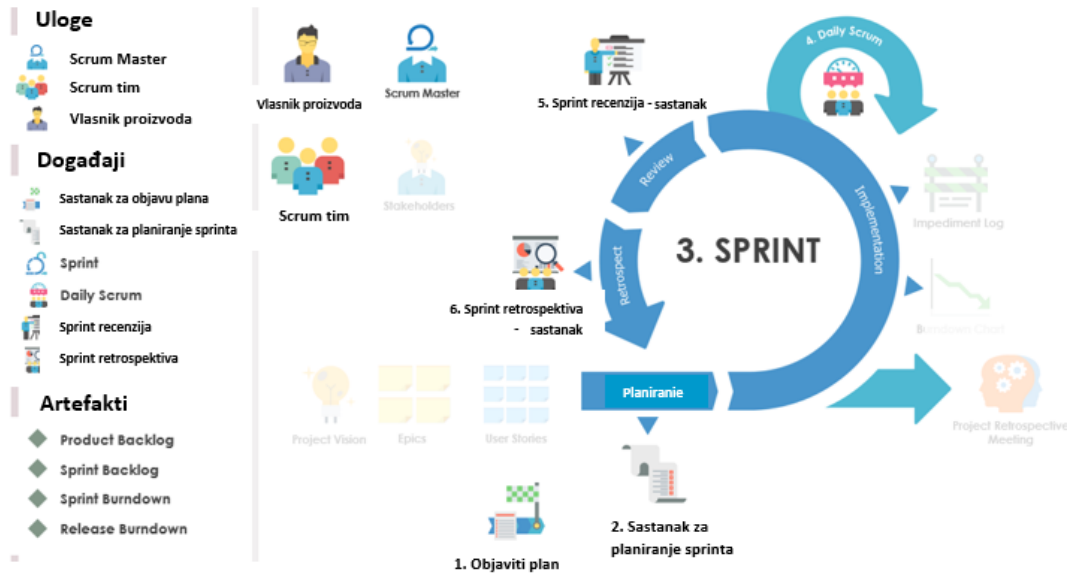 Uloge
Scrum Master
Scrum tim
Vlasnik proizvoda
Događaji
Sastanak za objavu plana
Sastanak za planiranje sprinta
Sprint
Daily Scrum
Sprint recenzija
Sprint retrospektiva
Artefakti
Product Backlog
Sprint Backlog
Sprint Burndown
Release Burndown
Vlasnik proizvoda
Scrum Master
Scrum tim
Stakeholders
5. Sprint recenzija - sastanak
4. Daily Scrum
Review
Implementation
Retrospect
3. SPRINT
Impediment Log
Burndown Chart
6. Sprint retrospektiva
- sastanak
Planiranie
Project Vision
Epics
User Stories
Project Retrospective
Meeting
2. Sastanak za
planiranje sprinta
1. Objaviti plan